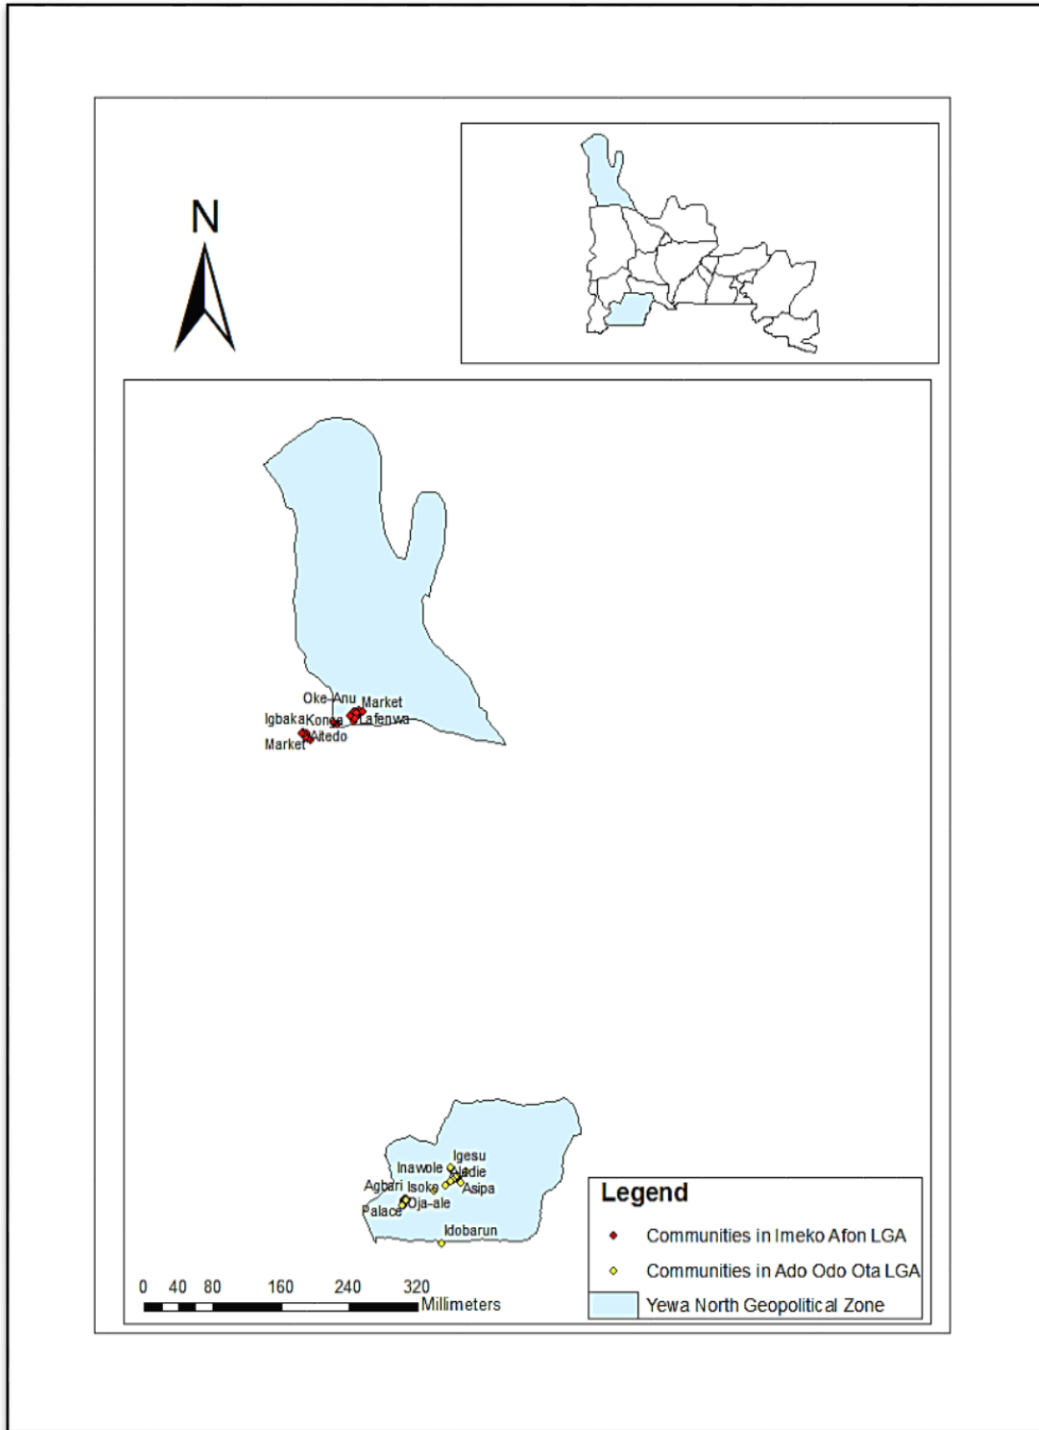 N
Oke-Anu
Market
Igbaka
Konga
Lafenwa
Aitedo
Market
Igesu
Inawole
Agbari
Isoke
Asipa
Oja-ale
Palace
Idobarun
Legend
Communities in Imeko Afon LGA
Communities in Ado Odo Ota LGA
Yewa North Geopolitical Zone
0 40 80 160 240 320
Millimeters